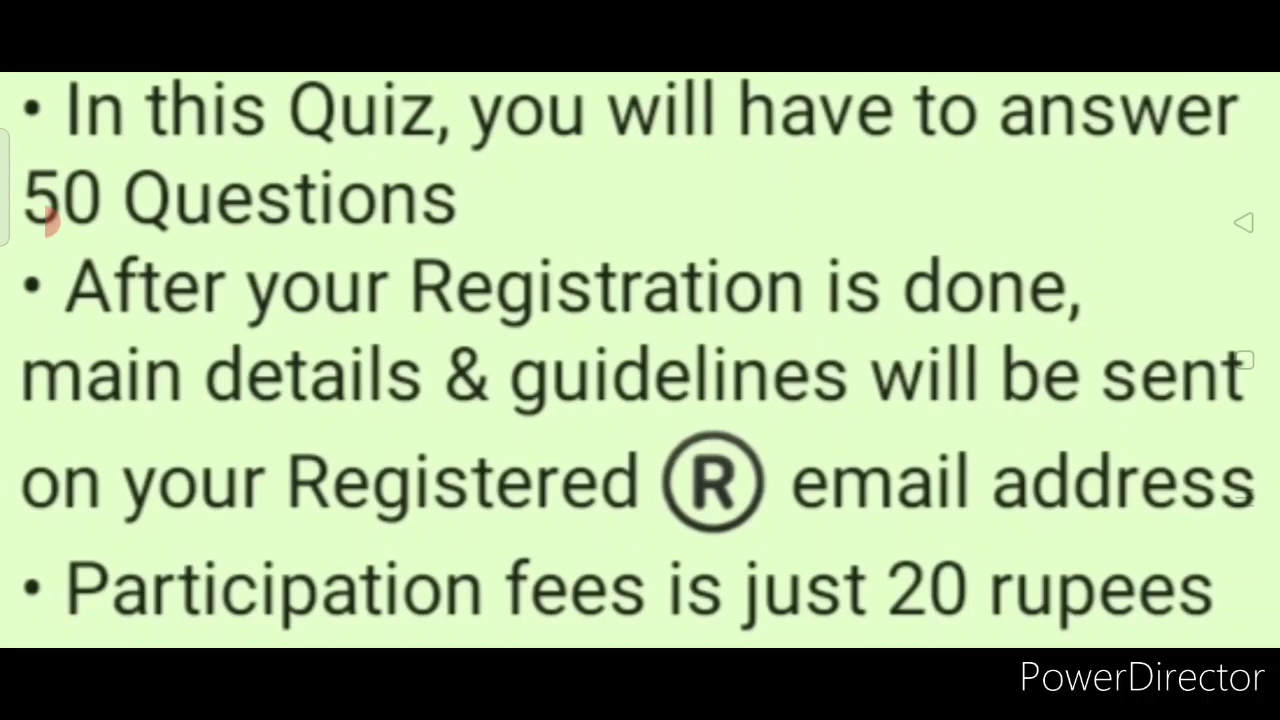 • In this Quiz, you will have to answer
50 Questions
• After your Registration is done,
main details & guidelines will be sent
on your Registered ® email address
• Participation fees is just 20 rupees
PowerDirector